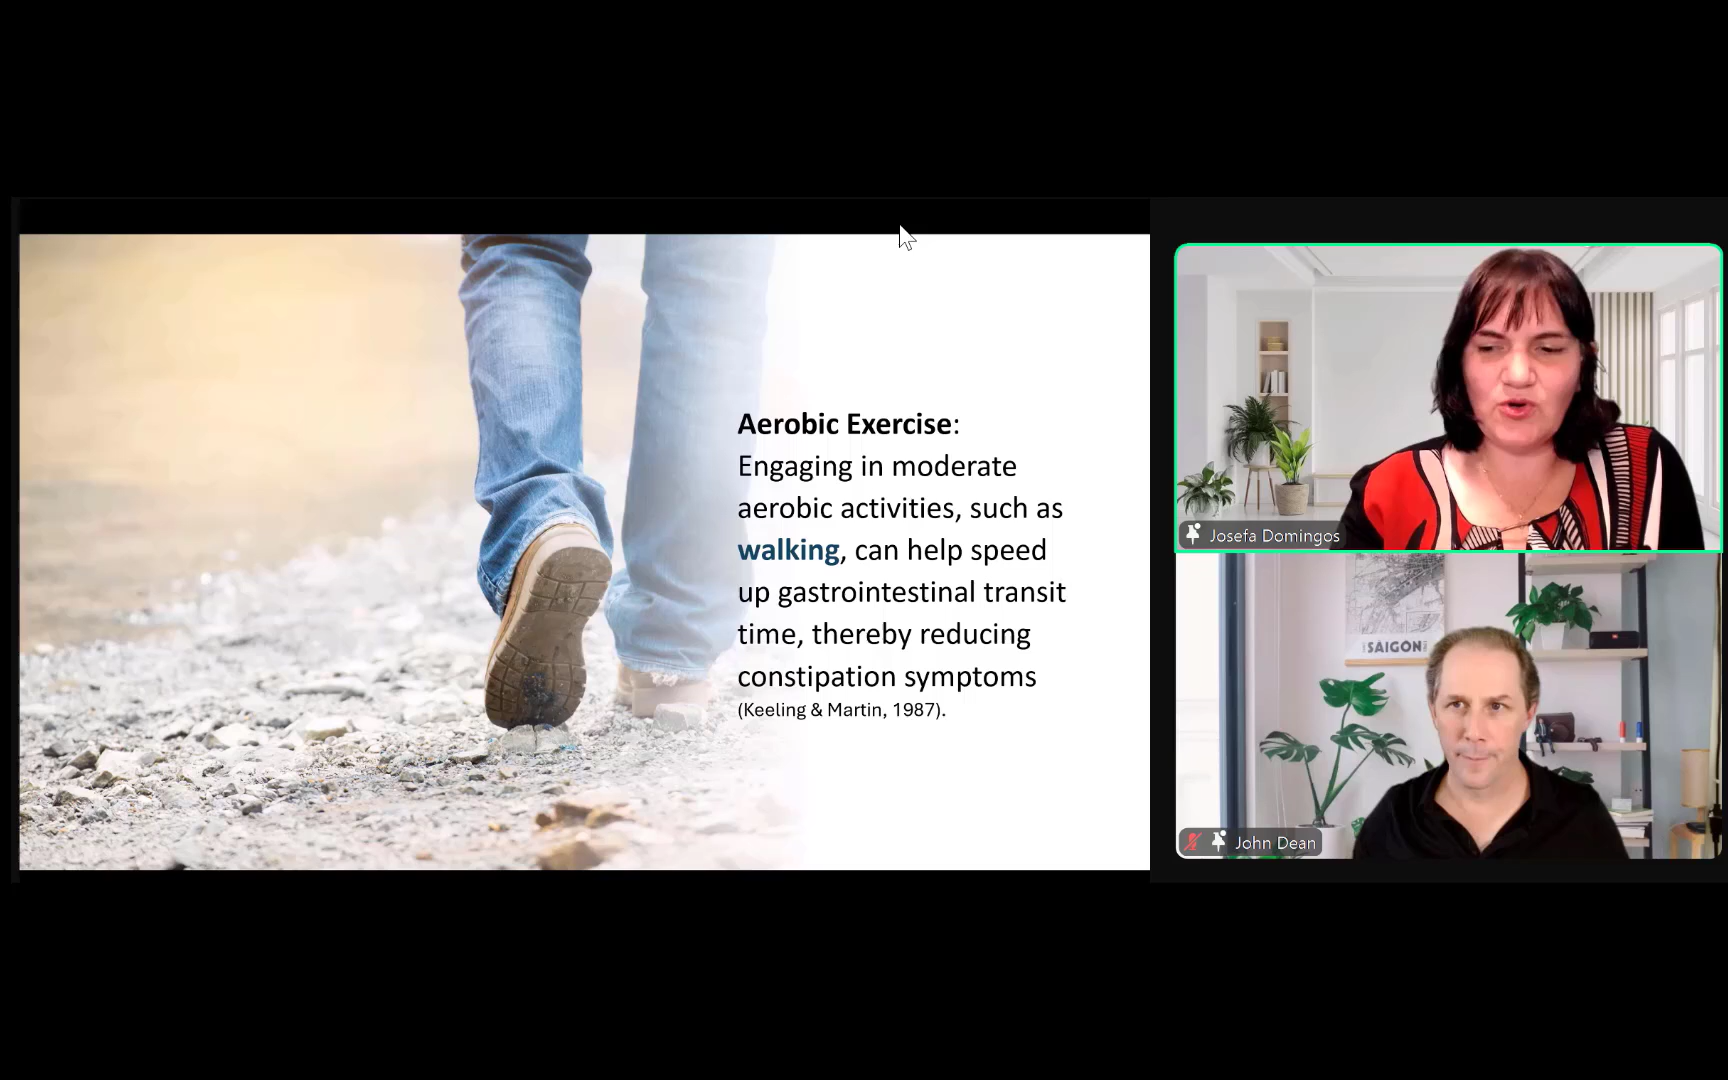 Aerobic Exercise:
Engaging in moderate
aerobic activities, such as
walking, can help speed
up gastrointestinal transit
time, thereby reducing
constipation symptoms
(Keeling & Martin, 1987).
Josefa Domingos
SAIGON
John Dean